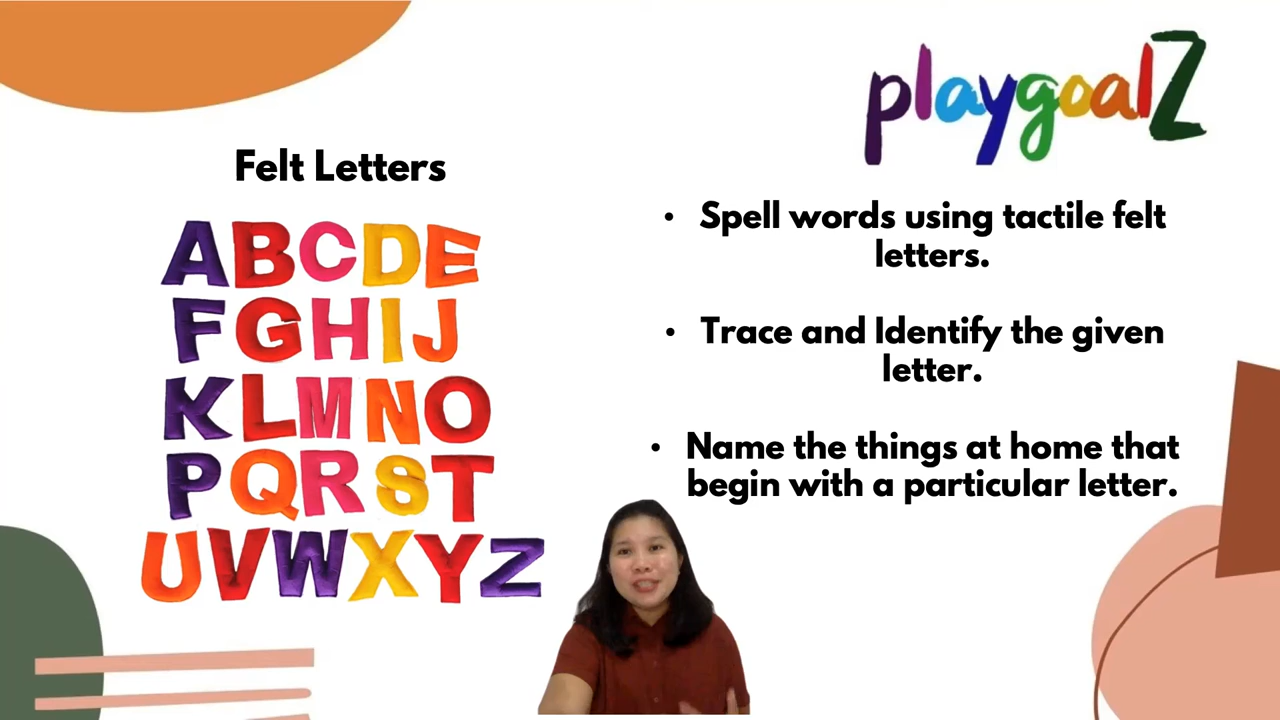 playgoalZ
Felt Letters
ABCDE
FGHIJ
KLMNO
PQRST
UVWXYZ
• Spell words using tactile felt
letters.
• Trace and Identify the given
letter.
• Name the things at home that
begin with a particular letter.